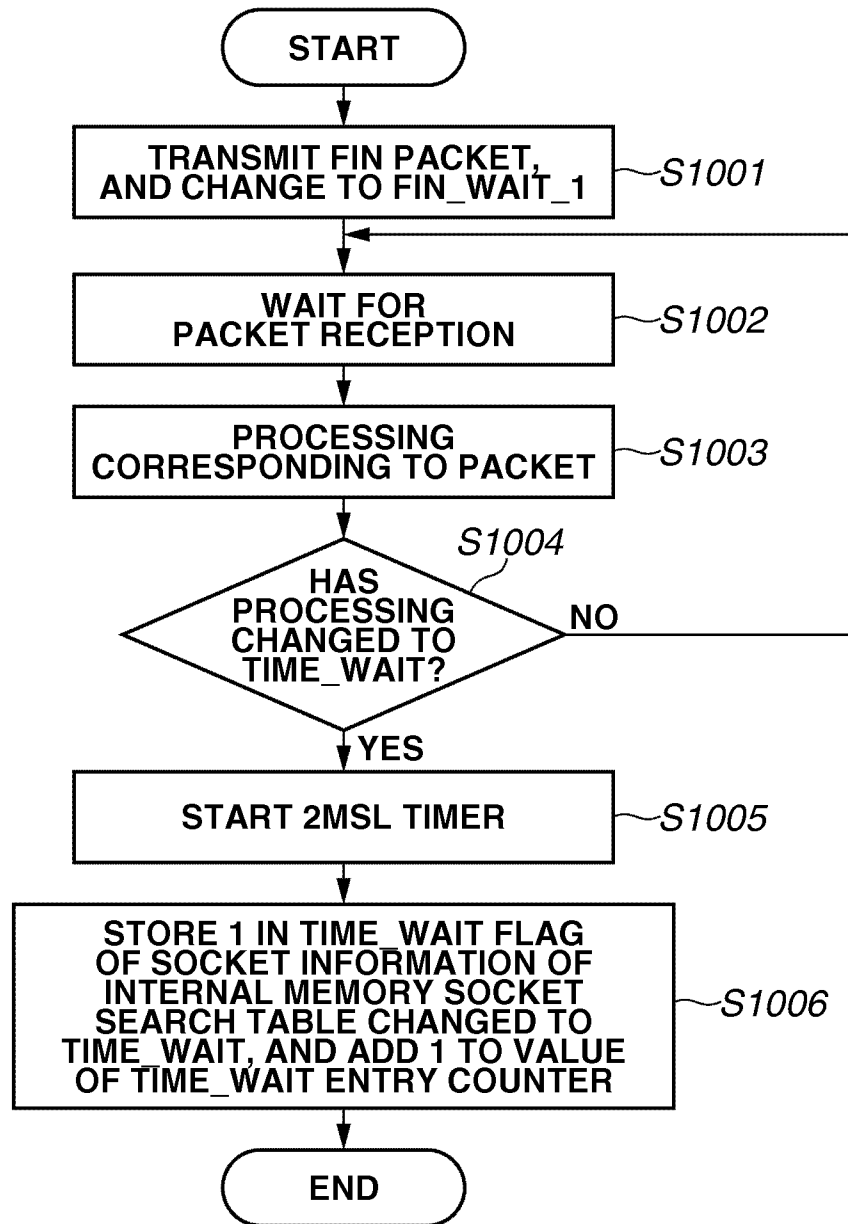 START
TRANSMIT FIN PACKET,
AND CHANGE TO FIN_WAIT_1
S1001
WAIT FOR
PACKET RECEPTION
S1002
PROCESSING
CORRESPONDING TO PACKET
S1003
S1004
HAS
PROCESSING
CHANGED TO
TIME_WAIT?
NO
YES
START 2MSL TIMER
S1005
STORE 1 IN TIME_WAIT FLAG
OF SOCKET INFORMATION OF
INTERNAL MEMORY SOCKET
SEARCH TABLE CHANGED TO
TIME_WAIT, AND ADD 1 TO VALUE
OF TIME_WAIT ENTRY COUNTER
S1006
END